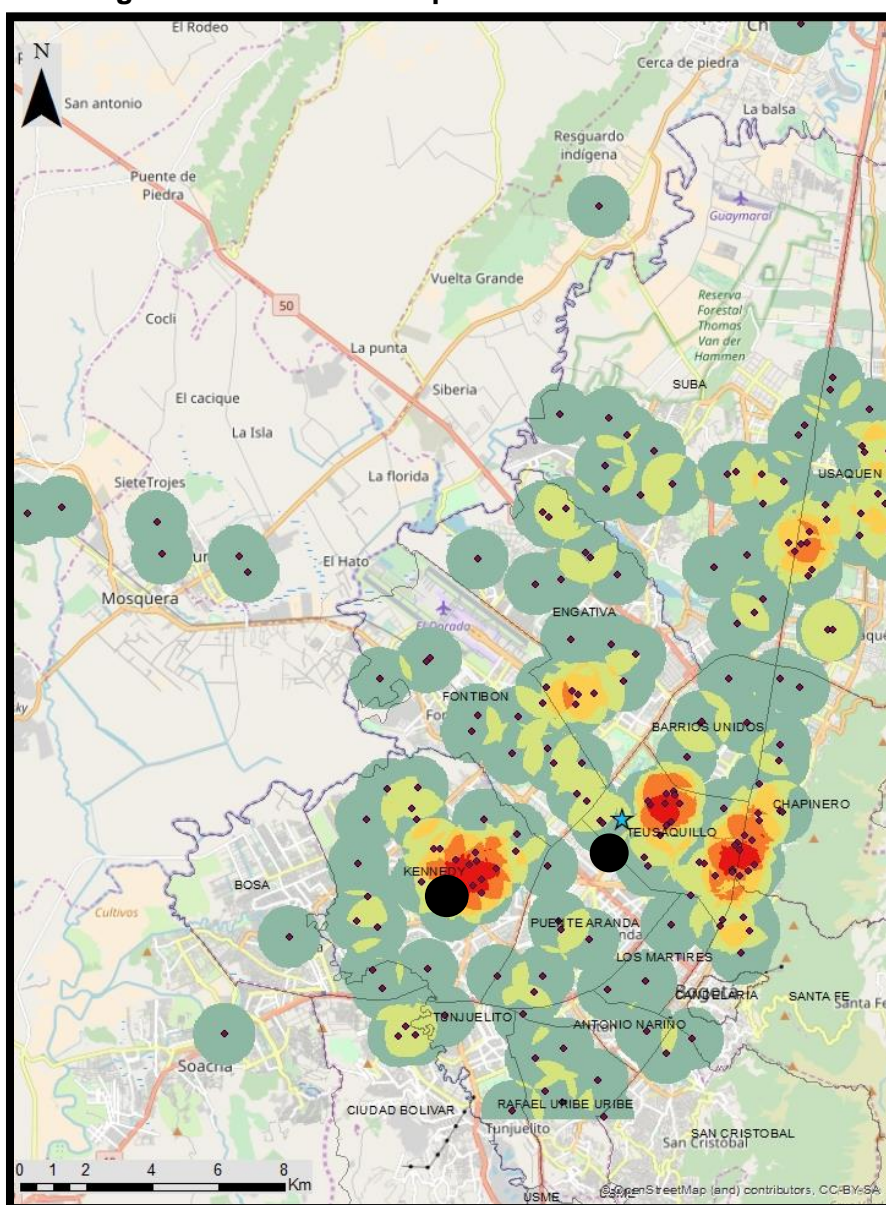 N
El Rodeo
Cerca de piedra
San antonio
La balsa
Resguardo
indígena
Puente de
Piedra
Guaymaral
Vuelta Grande
50
Reserva
Forestal
Thomas
Van der
Hammen
Cocli
La punta
Siberia
SUBA
El cacique
La Isla
La florida
SieteTrojes
USAQUEN
El Hato
Mosquera
ENGATIVA
El Dorado
FONTIBON
BARRIOS UNIDOS
CHAPINERO
TEUSAQUILLO
KENNEDY
BOSA
Cultivos
PUENTE ARANDA
LOS MARTIRES
Bogotá
CANDELARIA
SANTA FE
Santa Fe
TUNJUELITO
ANTONIO NARIÑO
Soacha
CIUDAD BOLIVAR
RAFAEL URIBE URIBE
Tunjuelito
SAN CRISTOBAL
San Cristobal
0 1 2 4 6 8
Km
USME
© OpenStreetMap (and) contributors, CC-BY-SA